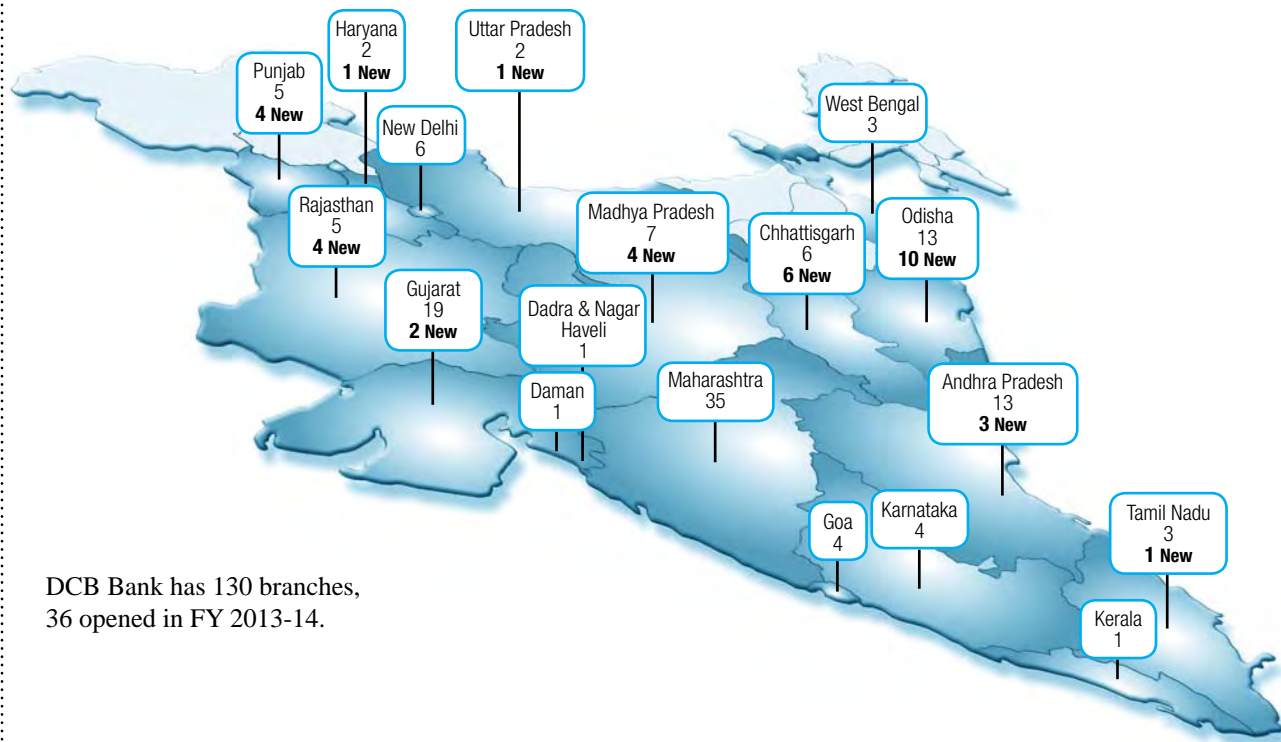 Haryana
2
1 New
Uttar Pradesh
2
1 New
Punjab
5
4 New
New Delhi
6
West Bengal
3
Rajasthan
5
4 New
Madhya Pradesh
7
4 New
Chhattisgarh
6
6 New
Odisha
13
10 New
Gujarat
19
2 New
Dadra & Nagar
Haveli
1
Daman
1
Maharashtra
35
Andhra Pradesh
13
3 New
Goa
4
Karnataka
4
Tamil Nadu
3
1 New
Kerala
1
DCB Bank has 130 branches,
36 opened in FY 2013-14.